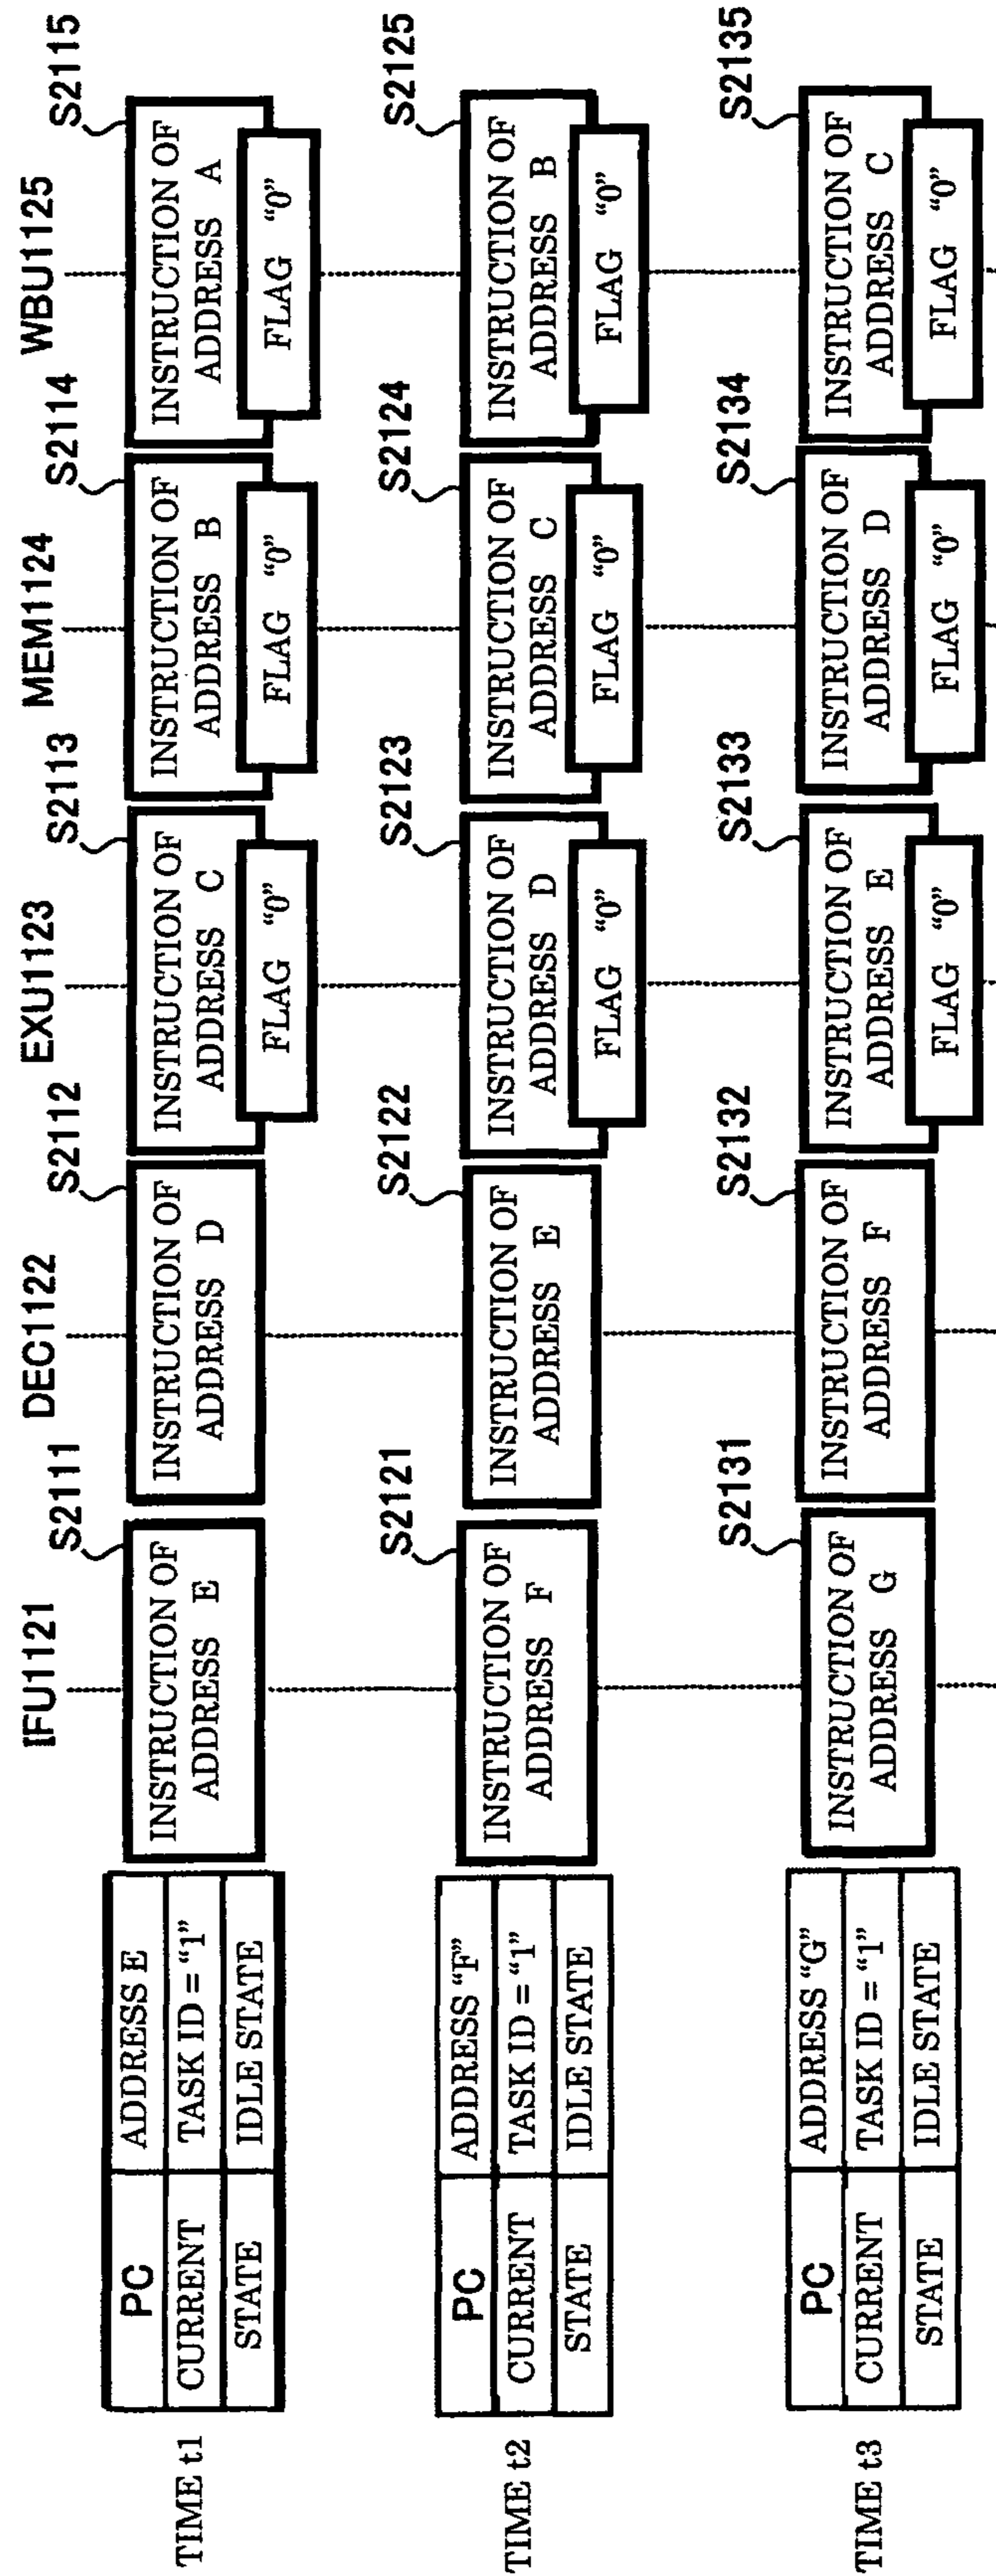 IFU1121 DEC1122 EXU1123 MEM1124 WBU1125
TIME t1
PC ADDRESS E
CURRENT TASK ID = “1”
STATE IDLE STATE
S2111
INSTRUCTION OF
ADDRESS E
S2112
INSTRUCTION OF
ADDRESS D
S2113
INSTRUCTION OF
ADDRESS C
FLAG “0”
S2114
INSTRUCTION OF
ADDRESS B
FLAG “0”
S2115
INSTRUCTION OF
ADDRESS A
FLAG “0”
TIME t2
PC ADDRESS “F”
CURRENT TASK ID = “1”
STATE IDLE STATE
S2121
INSTRUCTION OF
ADDRESS F
S2122
INSTRUCTION OF
ADDRESS E
S2123
INSTRUCTION OF
ADDRESS D
FLAG “0”
S2124
INSTRUCTION OF
ADDRESS C
FLAG “0”
S2125
INSTRUCTION OF
ADDRESS B
FLAG “0”
TIME t3
PC ADDRESS “G”
CURRENT TASK ID = “1”
STATE IDLE STATE
S2131
INSTRUCTION OF
ADDRESS G
S2132
INSTRUCTION OF
ADDRESS F
S2133
INSTRUCTION OF
ADDRESS E
FLAG “0”
S2134
INSTRUCTION OF
ADDRESS D
FLAG “0”
S2135
INSTRUCTION OF
ADDRESS C
FLAG “0”